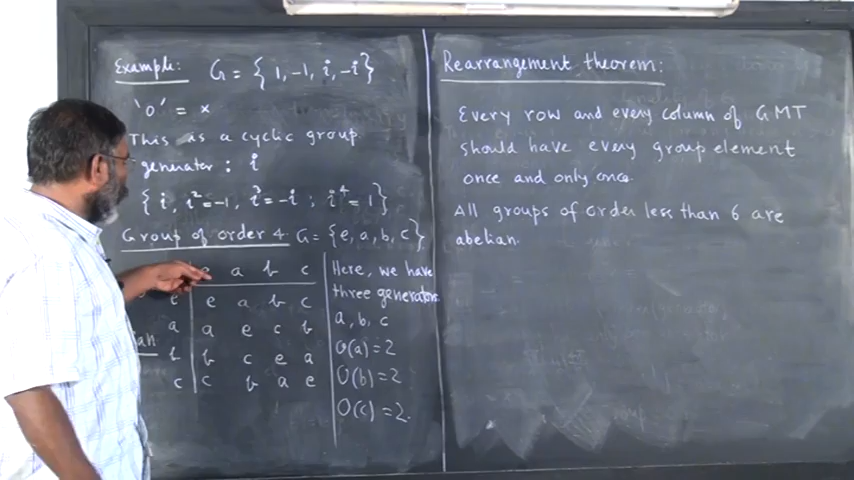 Example: G = { 1, -1, i, -i }
'o' = ×
This is a cyclic group
generator : i
{ i, i² = -1, i³ = -i ; i⁴ = 1 }
Group of order 4 G = {e, a, b, c}
a b c
e e a b c
a a e c b
b b c e a
c c b a e
Here, we have
three generators
a, b, c
O(a) = 2
O(b) = 2
O(c) = 2.
Rearrangement theorem:
Every row and every column of GMT
should have every group element
once and only once.
All groups of order less than 6 are
abelian.